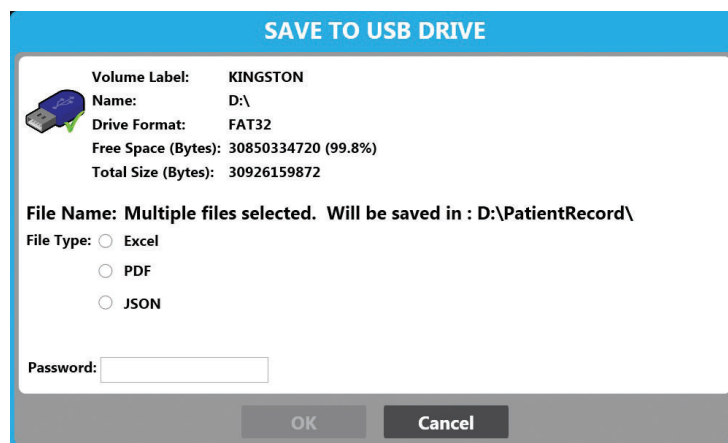 SAVE TO USB DRIVE
Volume Label: KINGSTON
Name: D:\
Drive Format: FAT32
Free Space (Bytes): 30850334720 (99.8%)
Total Size (Bytes): 30926159872
File Name: Multiple files selected. Will be saved in : D:\PatientRecord\
File Type: Excel
PDF
JSON
Password:
OK Cancel